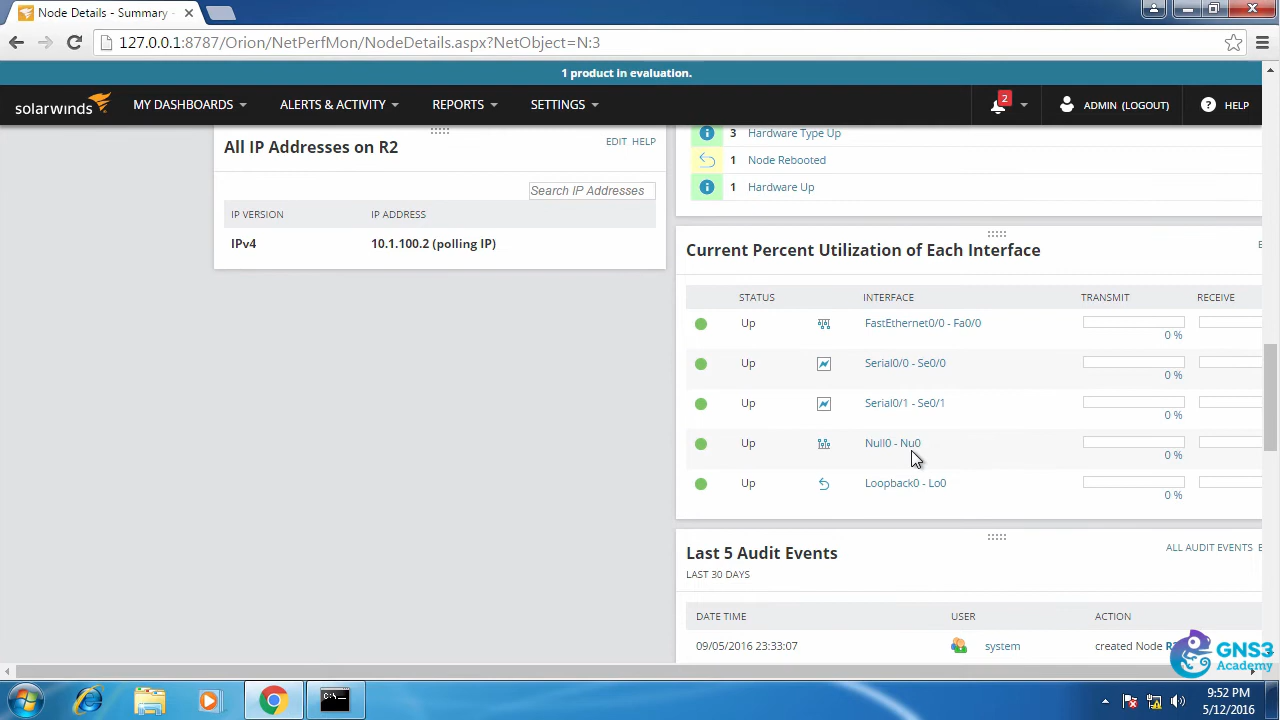 Node Details - Summary
127.0.0.1:8787/Orion/NetPerfMon/NodeDetails.aspx?NetObject=N:3
1 product in evaluation.
solarwinds MY DASHBOARDS ALERTS & ACTIVITY REPORTS SETTINGS 2 ADMIN (LOGOUT) ? HELP
All IP Addresses on R2 EDIT HELP
Search IP Addresses
IP VERSION IP ADDRESS
IPv4 10.1.100.2 (polling IP)
3 Hardware Type Up
1 Node Rebooted
1 Hardware Up
Current Percent Utilization of Each Interface E
STATUS INTERFACE TRANSMIT RECEIVE
Up FastEthernet0/0 - Fa0/0
0 %
Up Serial0/0 - Se0/0
0 %
Up Serial0/1 - Se0/1
0 %
Up Null0 - Nu0
0 %
Up Loopback0 - Lo0
0 %
Last 5 Audit Events ALL AUDIT EVENTS E
LAST 30 DAYS
DATE TIME USER ACTION
09/05/2016 23:33:07 system created Node
GNS3
Academy
C:\_
9:52 PM
5/12/2016